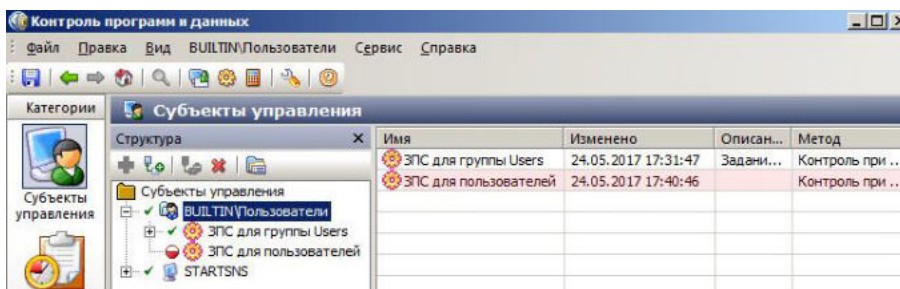 Контроль программ и данных
Файл Правка Вид BUILTIN\Пользователи Сервис Справка
Категории
Субъекты управления
Структура
Имя Изменено Описан... Метод
ЗПС для группы Users 24.05.2017 17:31:47 Задани... Контроль при ...
ЗПС для пользователей 24.05.2017 17:40:46 Контроль при ...
Субъекты
управления
Субъекты управления
BUILTIN\Пользователи
ЗПС для группы Users
ЗПС для пользователей
STARTSNS